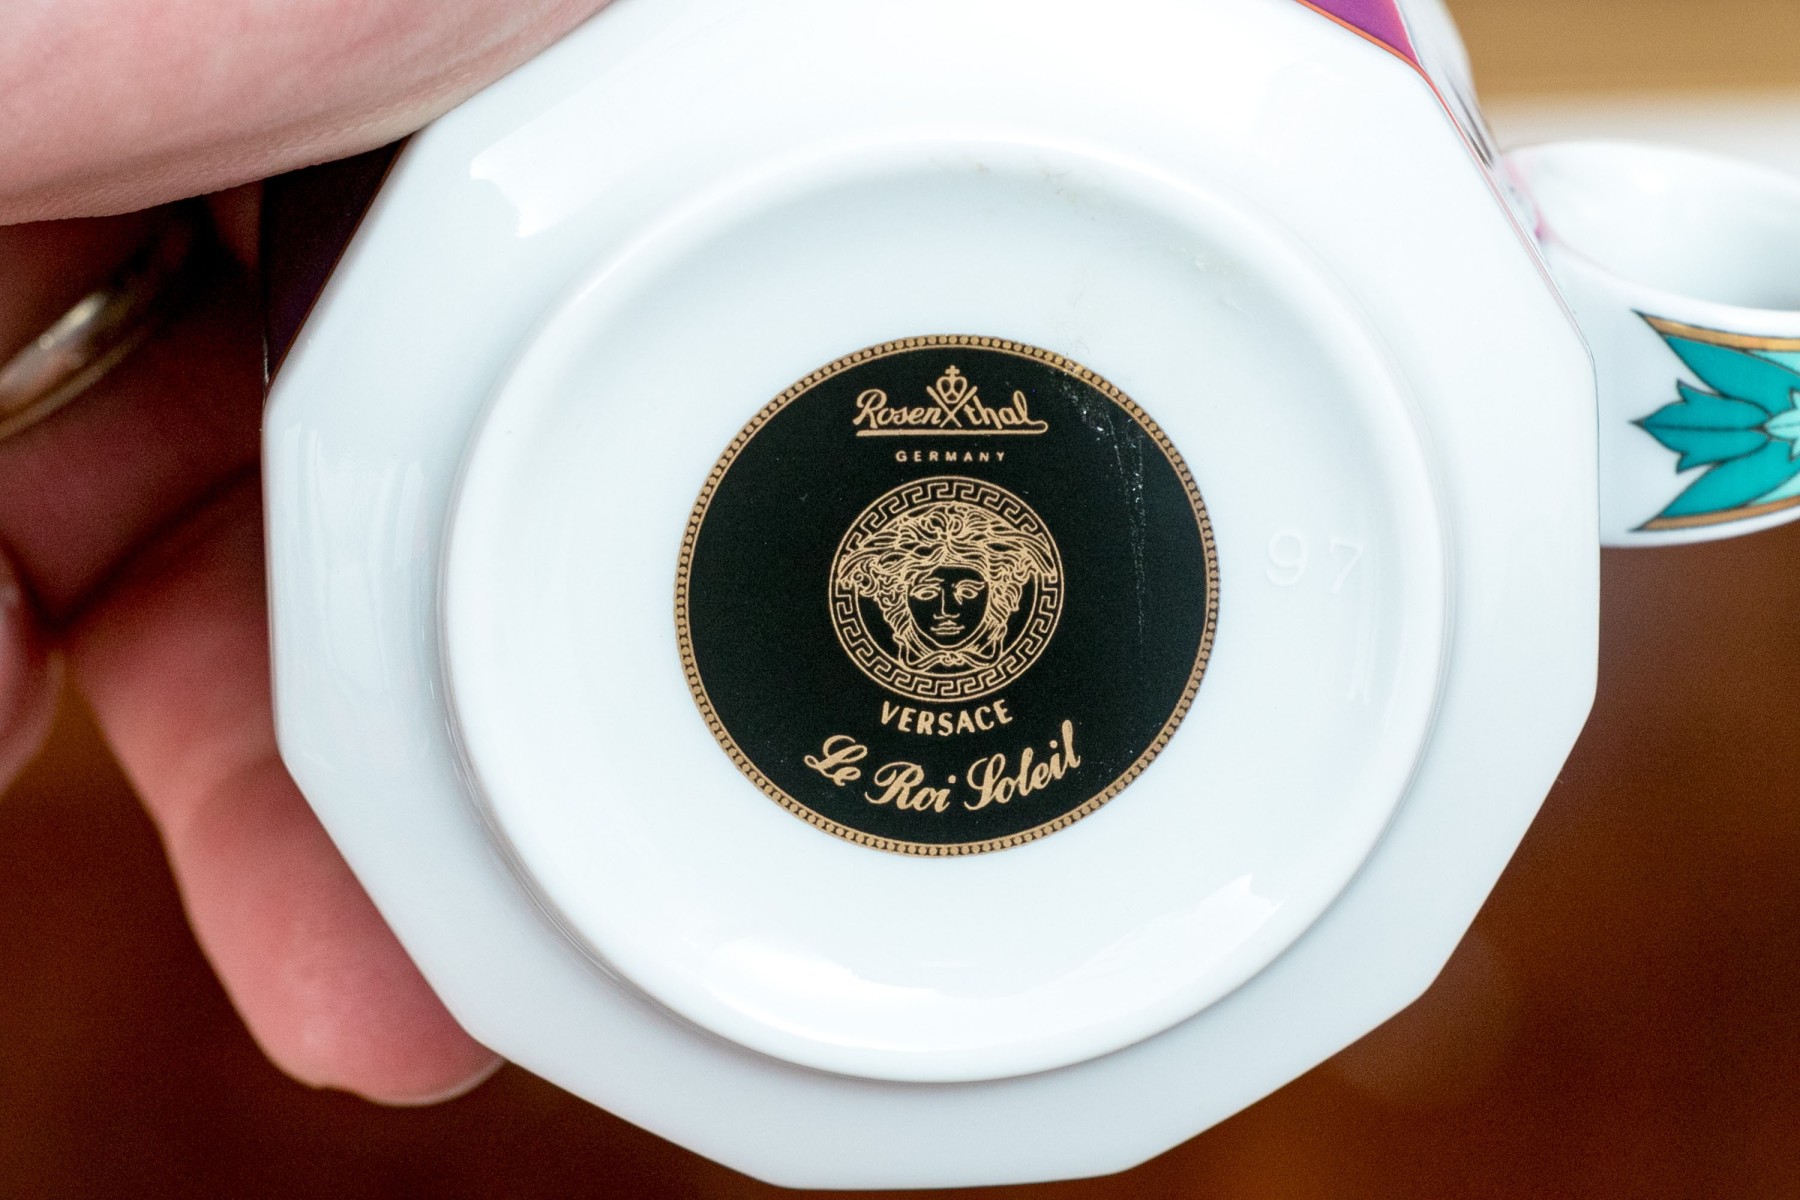 Rosenthal
GERMANY
VERSACE
Le Roi Soleil
97